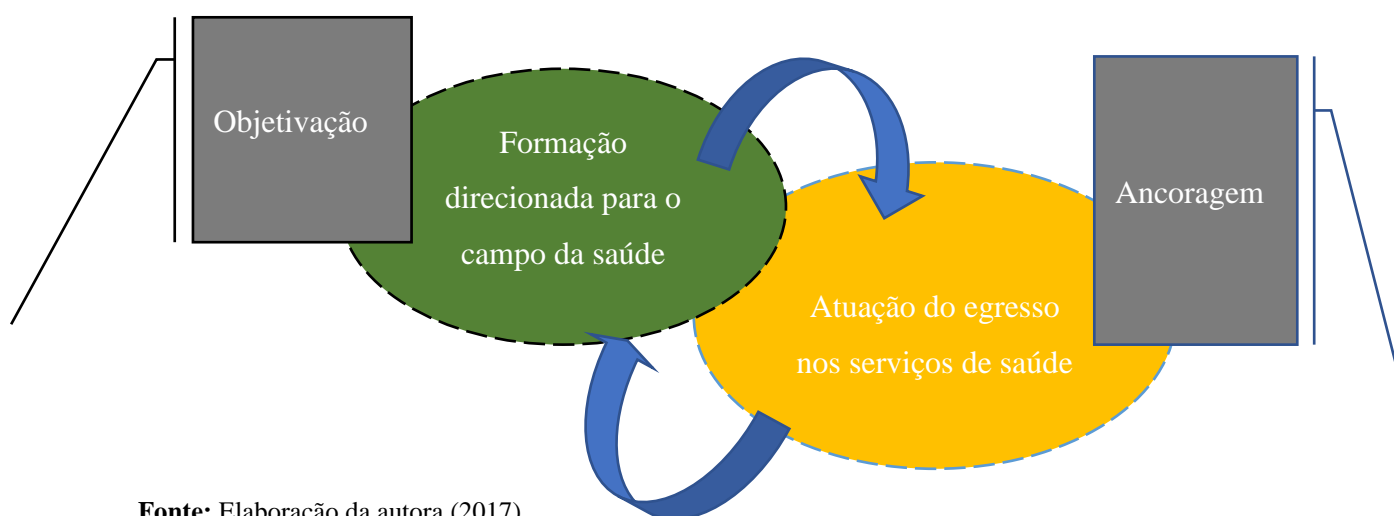 Objetivação
Formação
direcionada para o
campo da saúde
Ancoragem
Atuação do egresso
nos serviços de saúde
Fonte: Elaboração da autora (2017)